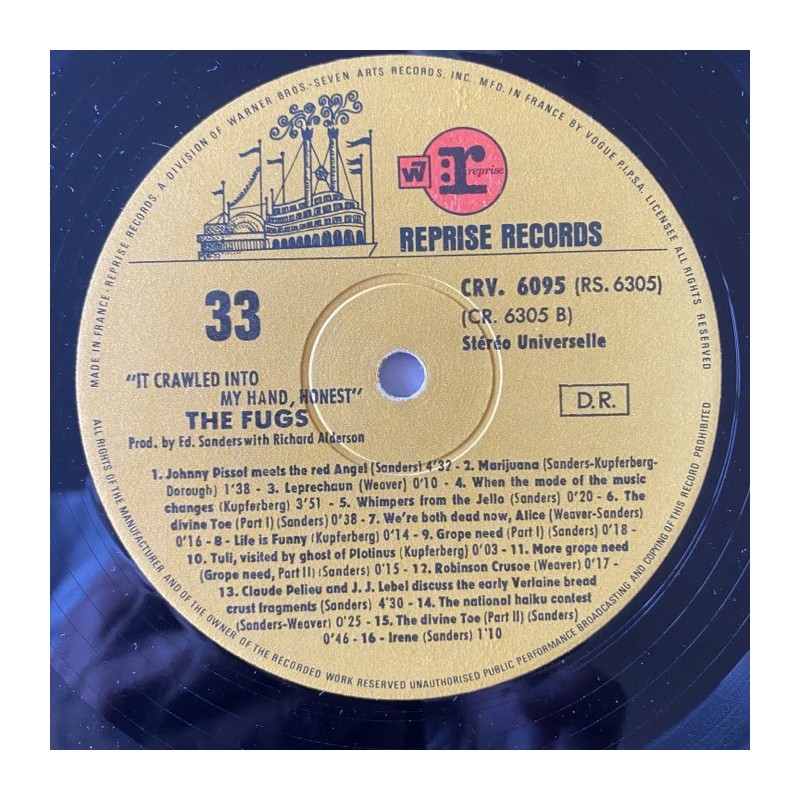 MADE IN FRANCE·REPRISE RECORDS, A DIVISION OF WARNER BROS.-SEVEN ARTS RECORDS, INC. MFD. IN FRANCE BY VOGUE P.I.P.S.A. LICENSEE ALL RIGHTS RESERVED
W7
r
reprise
REPRISE RECORDS
33
CRV. 6095 (RS. 6305)
(CR. 6305 B)
Stéréo Universelle
"IT CRAWLED INTO
MY HAND, HONEST"
THE FUGS
D.R.
Prod. by Ed. Sanders with Richard Alderson
1. Johnny Pissof meets the red Angel (Sanders) 4'32 - 2. Marijuana (Sanders-Kupferberg-
Dorough) 1'38 - 3. Leprechaun (Weaver) 0'10 - 4. When the mode of the music
changes (Kupferberg) 3'51 - 5. Whimpers from the Jello (Sanders) 0'20 - 6. The
divine Toe (Part I) (Sanders) 0'38 - 7. We're both dead now, Alice (Weaver-Sanders)
0'16 - 8 - Life is Funny (Kupferberg) 0'14 - 9. Grope need (Part I) (Sanders) 0'18 -
10. Tuli, visited by ghost of Plotinus (Kupferberg) 0'03 - 11. More grope need
(Grope need, Part II) (Sanders) 0'15 - 12. Robinson Crusoe (Weaver) 0'17 -
13. Claude Pelieu and J. J. Lebel discuss the early Verlaine bread
crust fragments (Sanders) 4'30 - 14. The national haiku contest
(Sanders-Weaver) 0'25 - 15. The divine Toe (Part II) (Sanders)
0'46 - 16 - Irene (Sanders) 1'10
ALL RIGHTS OF THE MANUFACTURER AND OF THE OWNER OF THE RECORDED WORK RESERVED UNAUTHORISED PUBLIC PERFORMANCE BROADCASTING AND COPYING OF THIS RECORD PROHIBITED